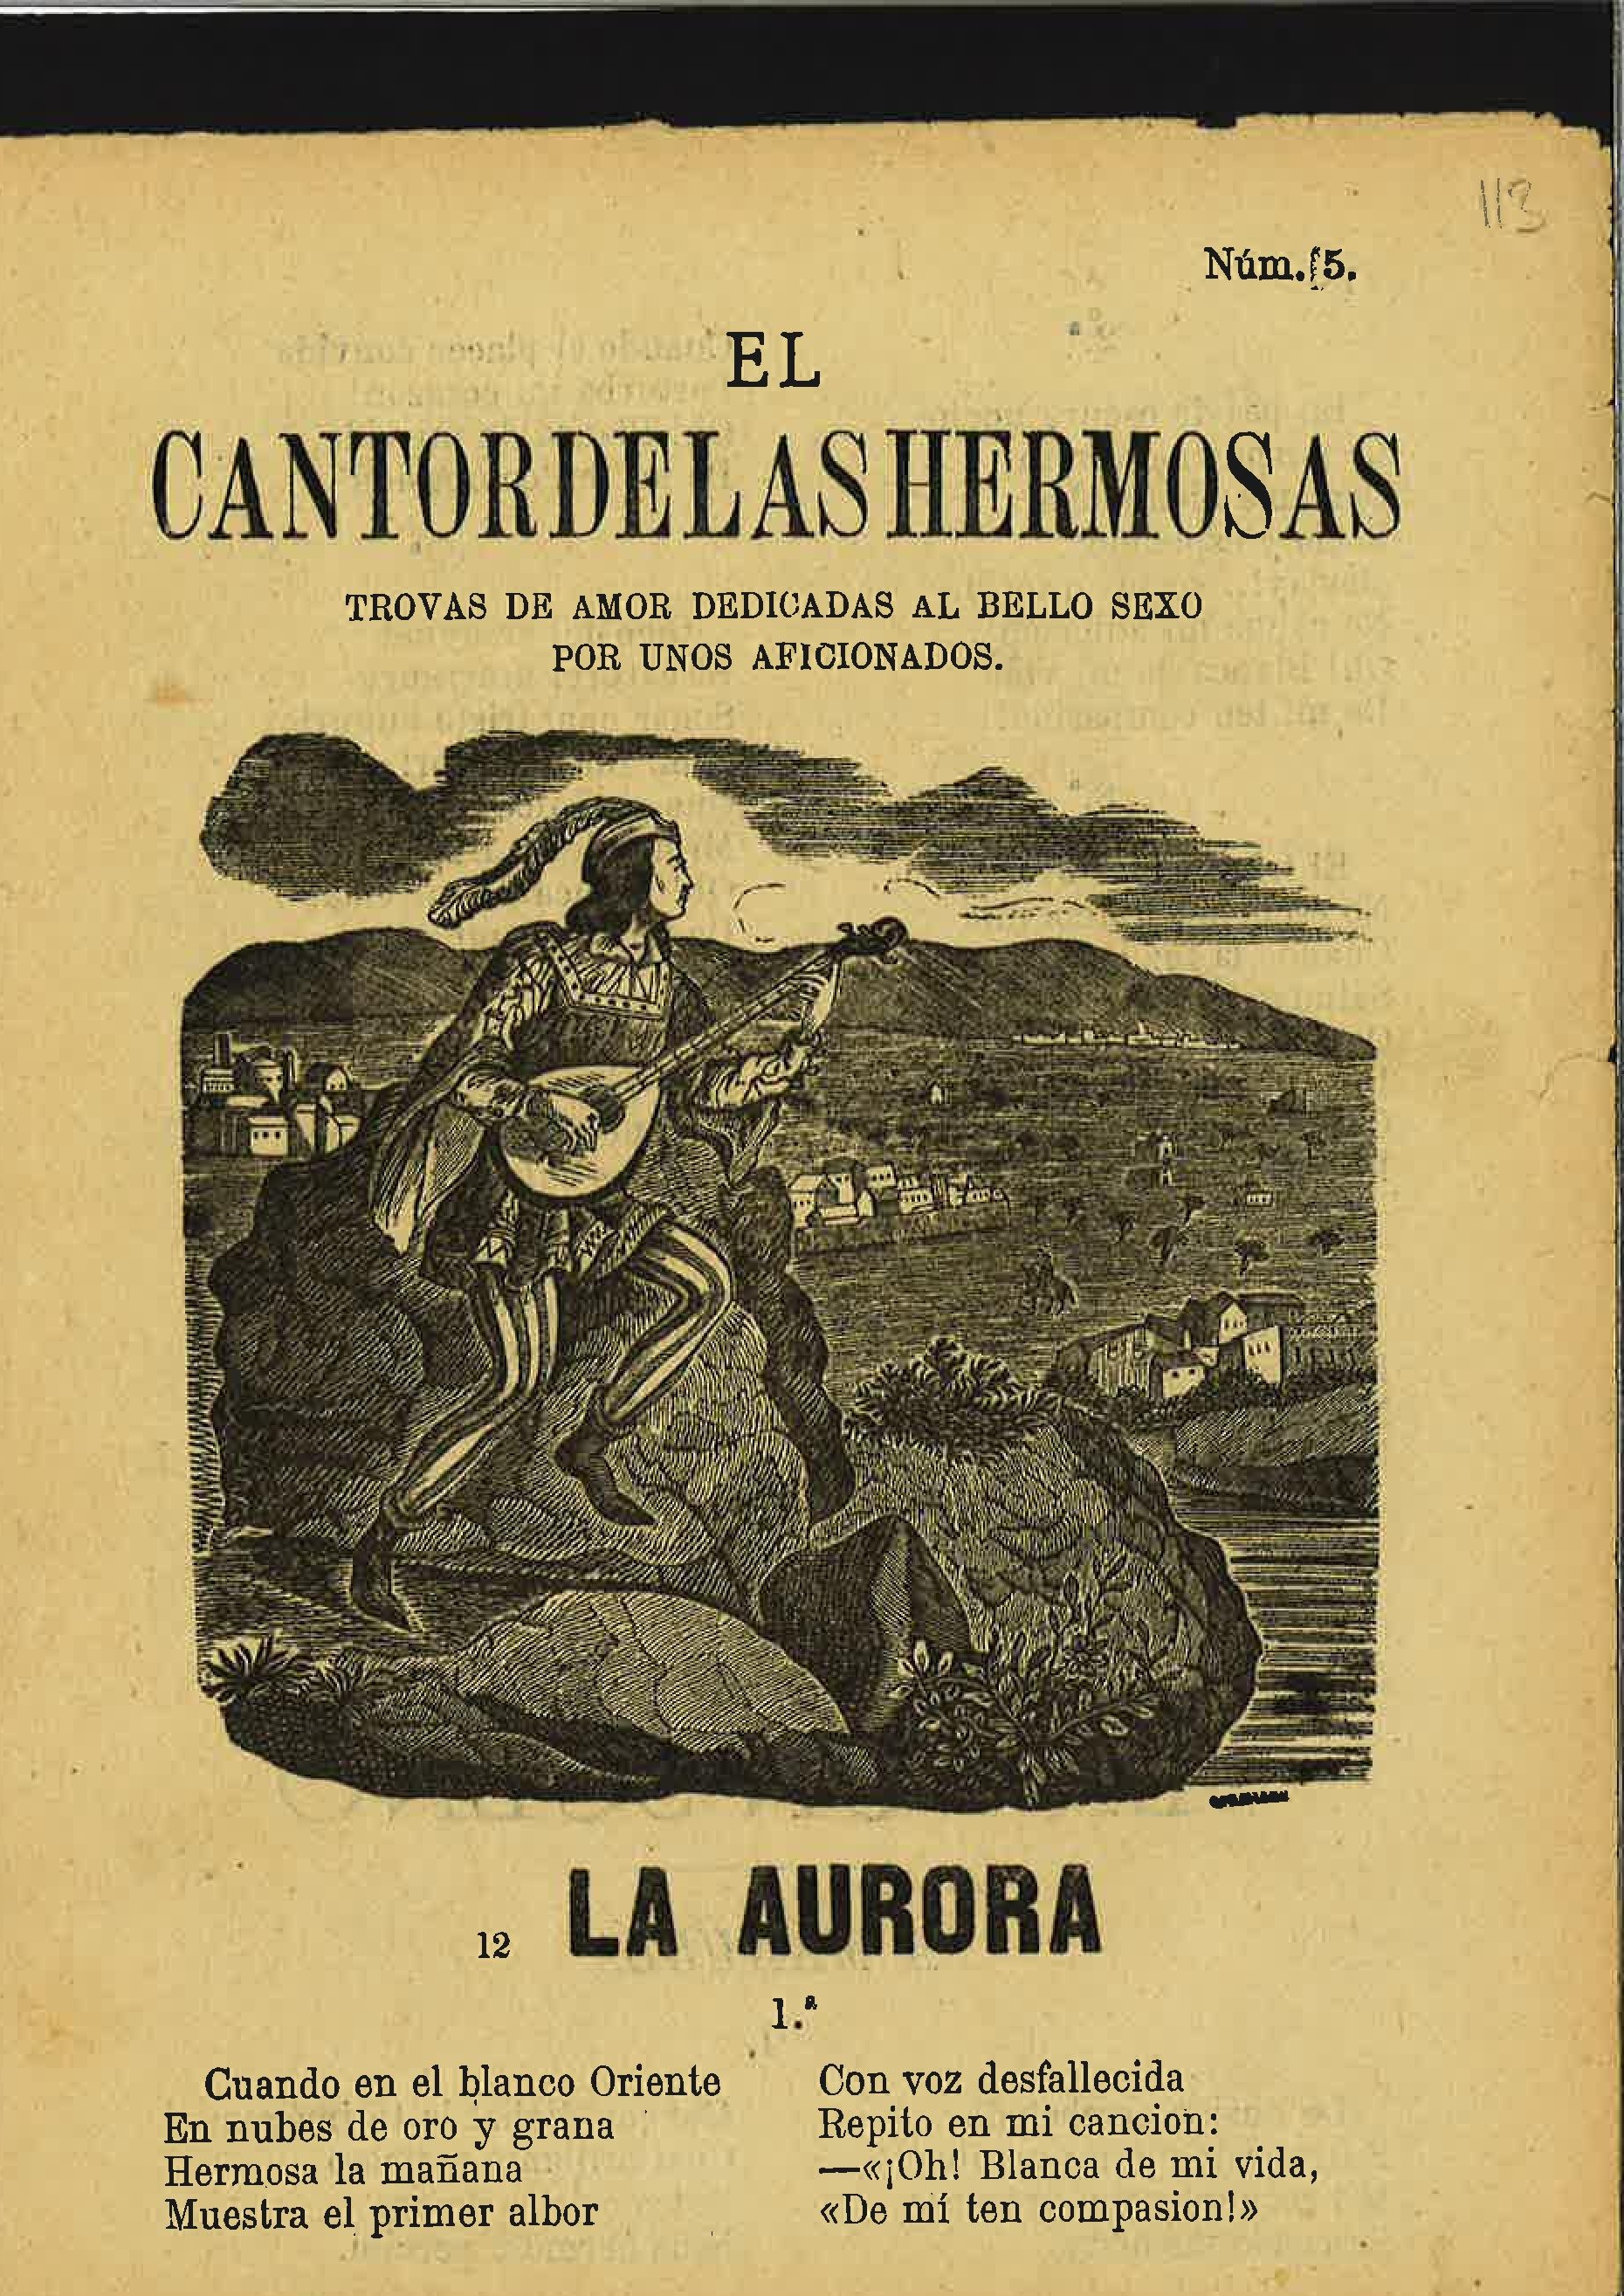 113
Núm. 5.
EL
CANTOR DE LAS HERMOSAS
TROVAS DE AMOR DEDICADAS AL BELLO SEXO
POR UNOS AFICIONADOS.
12 LA AURORA
1.ª
Cuando en el blanco Oriente
En nubes de oro y grana
Hermosa la mañana
Muestra el primer albor
Con voz desfallecida
Repito en mi cancion:
—«¡Oh! Blanca de mi vida,
«De mí ten compasion!»